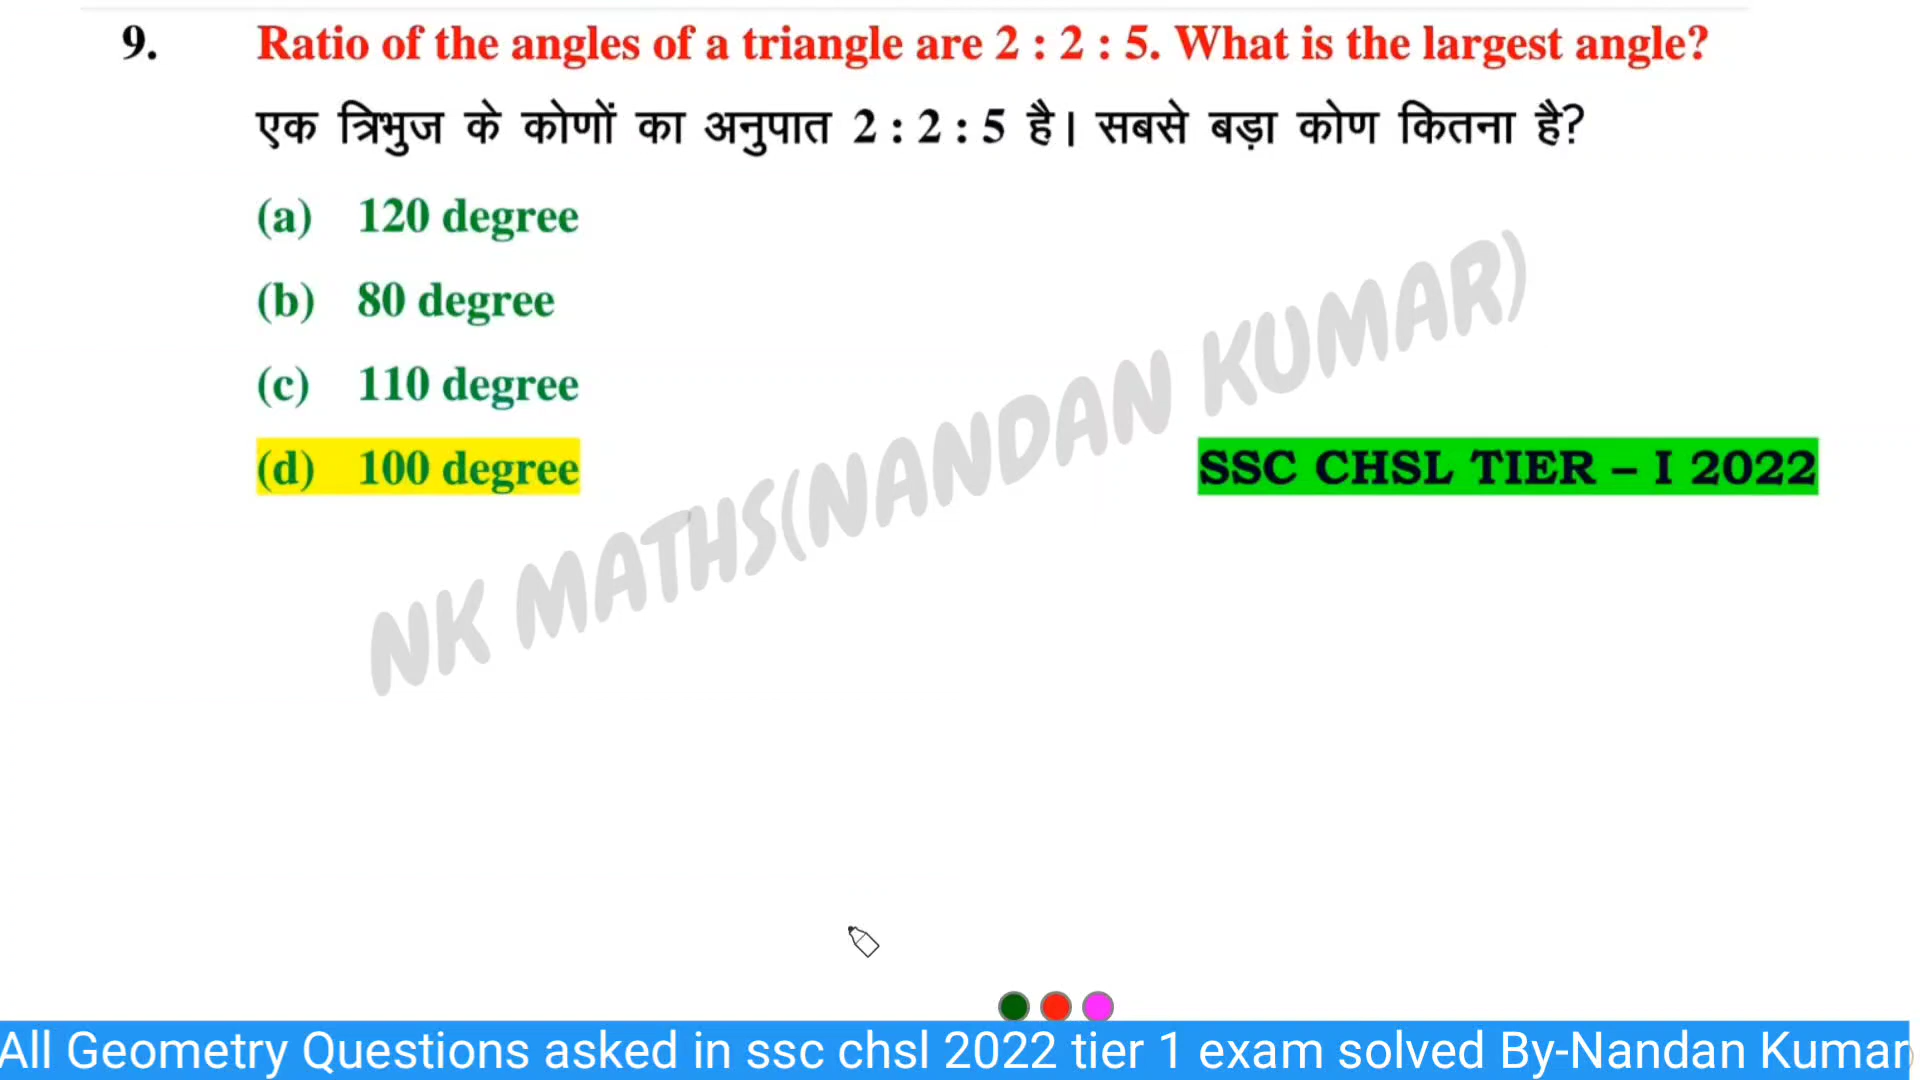 9. Ratio of the angles of a triangle are 2 : 2 : 5. What is the largest angle?
एक त्रिभुज के कोणों का अनुपात 2 : 2 : 5 है। सबसे बड़ा कोण कितना है?
(a) 120 degree
(b) 80 degree
(c) 110 degree
(d) 100 degree
SSC CHSL TIER – I 2022
NK MATHS(NANDAN KUMAR)
All Geometry Questions asked in ssc chsl 2022 tier 1 exam solved By-Nandan Kumar